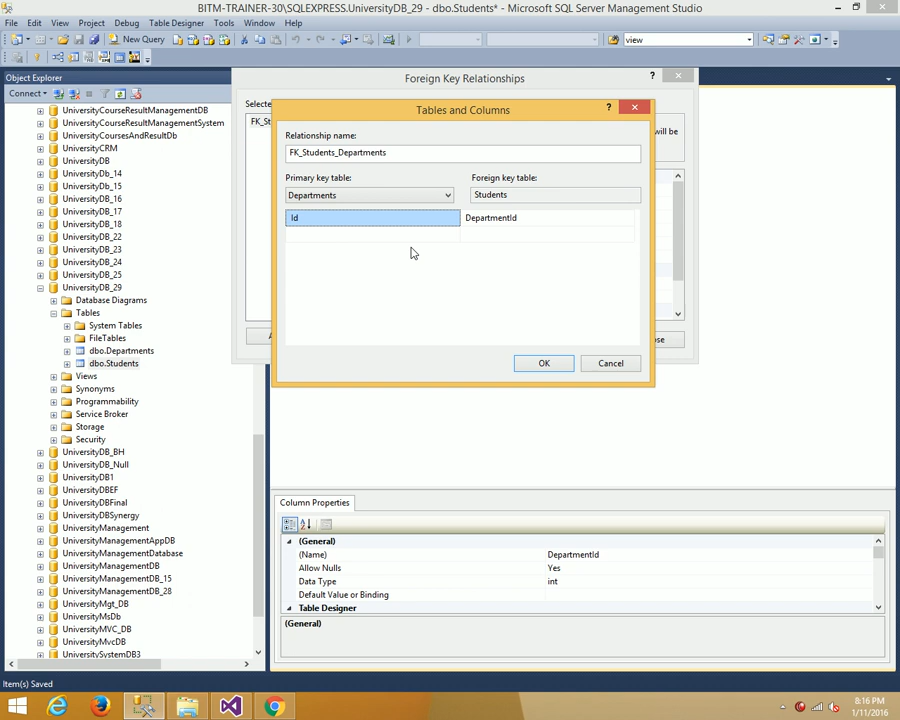 BITM-TRAINER-30\SQLEXPRESS.UniversityDB_29 - dbo.Students* - Microsoft SQL Server Management Studio
File Edit View Project Debug Table Designer Tools Window Help
New Query view
Object Explorer
Connect
UniversityCourseResultManagementDB
UniversityCourseResultManagementSystem
UniversityCoursesAndResultDb
UniversityCRM
UniversityDB
UniversityDb_14
UniversityDb_15
UniversityDB_16
UniversityDB_17
UniversityDB_18
UniversityDB_22
UniversityDB_23
UniversityDB_24
UniversityDB_25
UniversityDB_29
Database Diagrams
Tables
System Tables
FileTables
dbo.Departments
dbo.Students
Views
Synonyms
Programmability
Service Broker
Storage
Security
UniversityDB_BH
UniversityDB_Null
UniversityDB1
UniversityDBEF
UniversityDBFinal
UniversityDBSynergy
UniversityManagement
UniversityManagementAppDB
UniversityManagementDatabase
UniversityManagementDB
UniversityManagementDB_15
UniversityManagementDB_28
UniversityMgt_DB
UniversityMsDb
UniversityMVC_DB
UniversityMvcDB
UniversitySystemDB3
Foreign Key Relationships
?
Selecte
FK_St
will be
A
se
Tables and Columns
?
Relationship name:
FK_Students_Departments
Primary key table: Foreign key table:
Departments Students
Id DepartmentId
OK Cancel
Column Properties
(General)
(Name) DepartmentId
Allow Nulls Yes
Data Type int
Default Value or Binding
Table Designer
(General)
Item(s) Saved
8:16 PM
1/11/2016